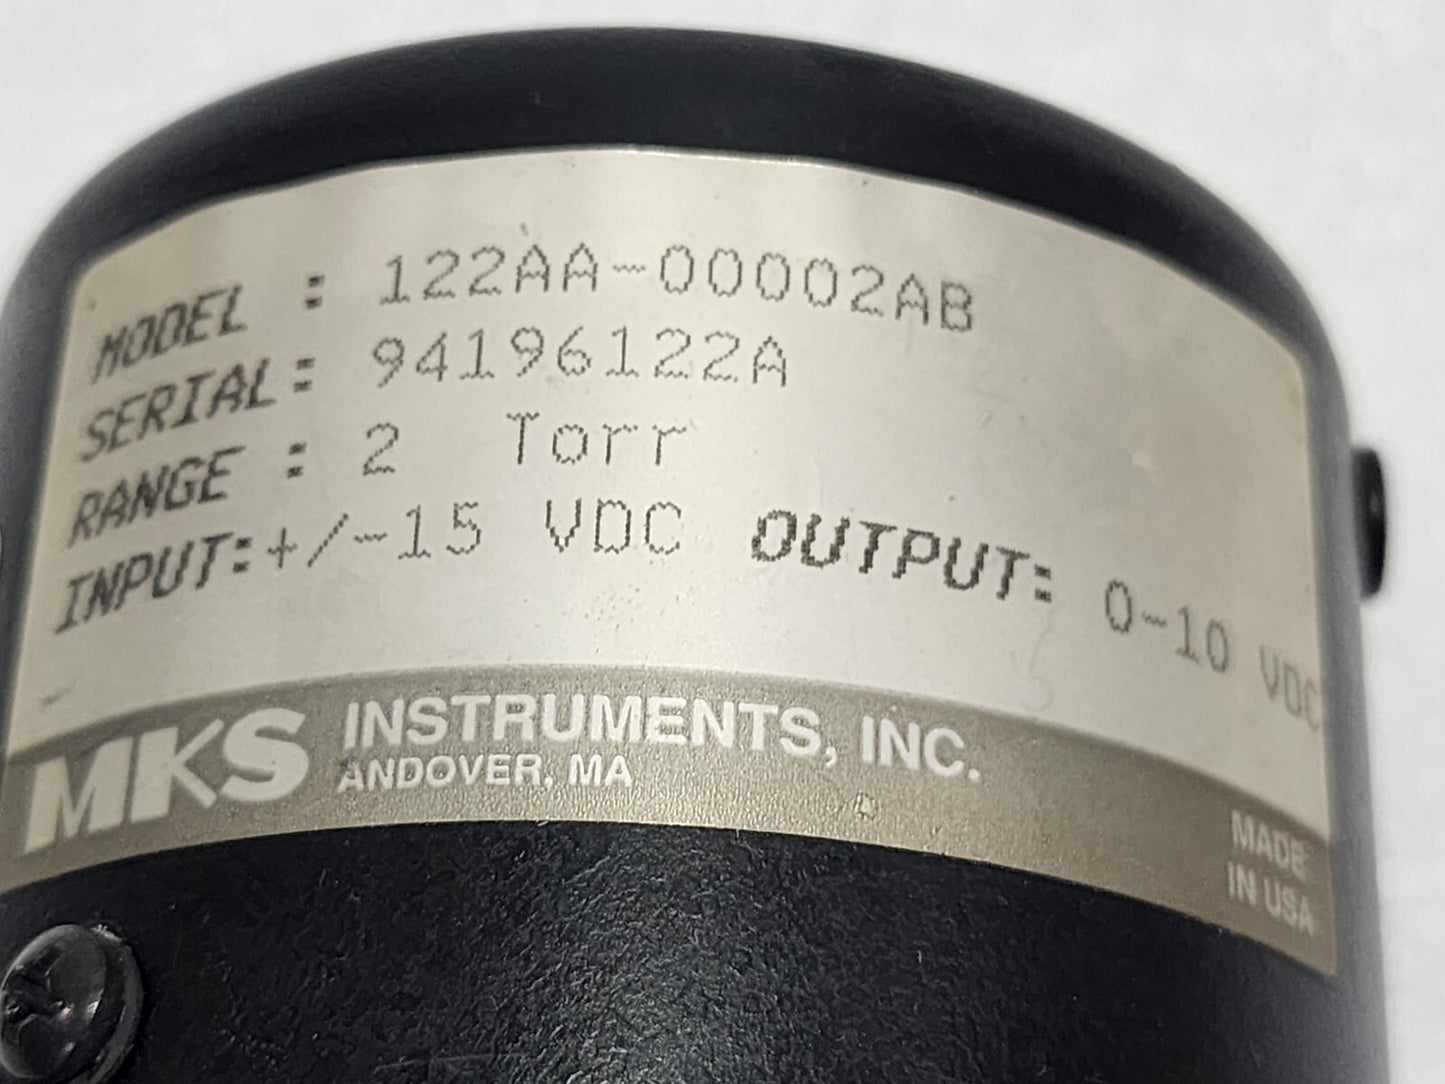 MODEL : 122AA-00002AB
SERIAL: 94196122A
RANGE : 2 Torr
INPUT:+/-15 VDC OUTPUT: 0-10 VDC
MKS INSTRUMENTS, INC.
ANDOVER, MA
MADE
IN USA